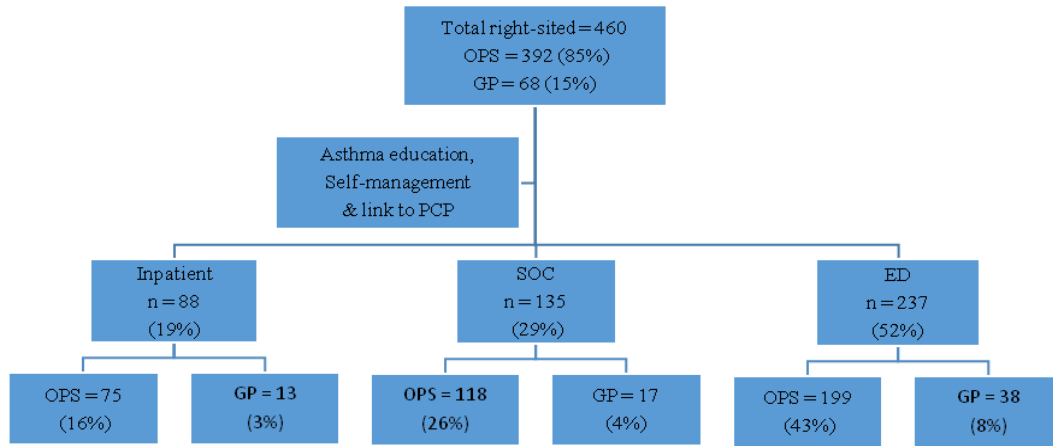 Total right-sited=460
OPS = 392 (85%)
GP= 68 (15%)
Asthma education,
Self-management
& link to PCP
Inpatient
n = 88
(19%)
SOC
n = 135
(29%)
ED
n = 237
(52%)
OPS = 75
(16%)
GP = 13
(3%)
OPS = 118
(26%)
GP= 17
(4%)
OPS = 199
(43%)
GP = 38
(8%)